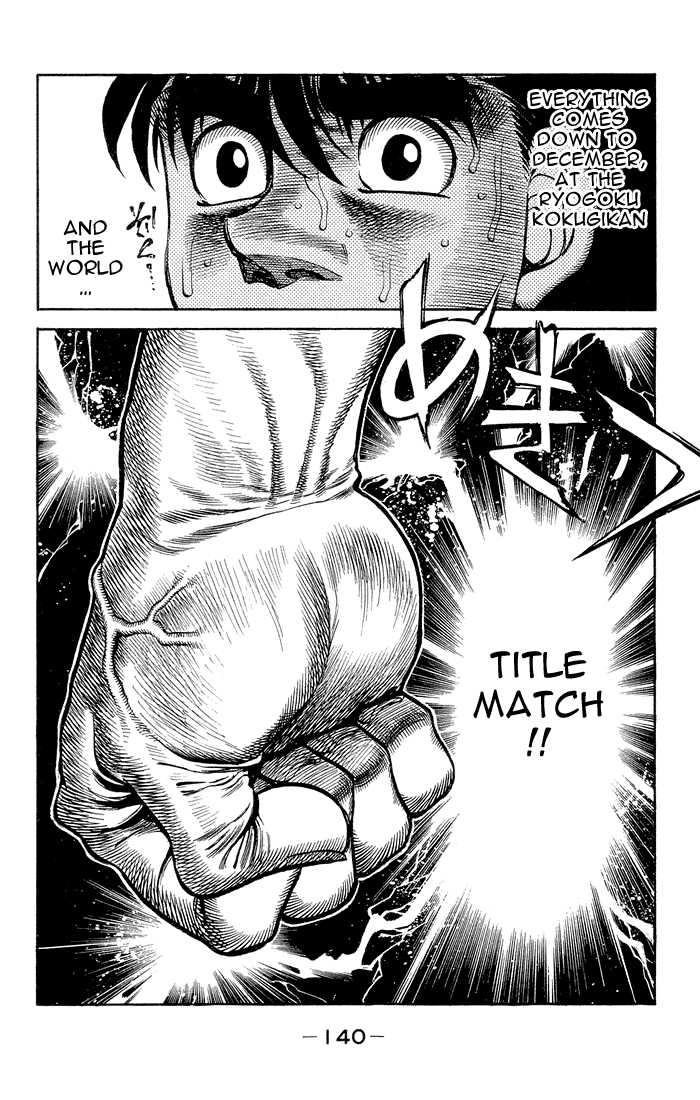 EVERYTHING
COMES
DOWN TO
DECEMBER,
AT THE
RYOGOKU
KOKUGIKAN
AND
THE
WORLD
...
めきっ
TITLE
MATCH
!!
-140-